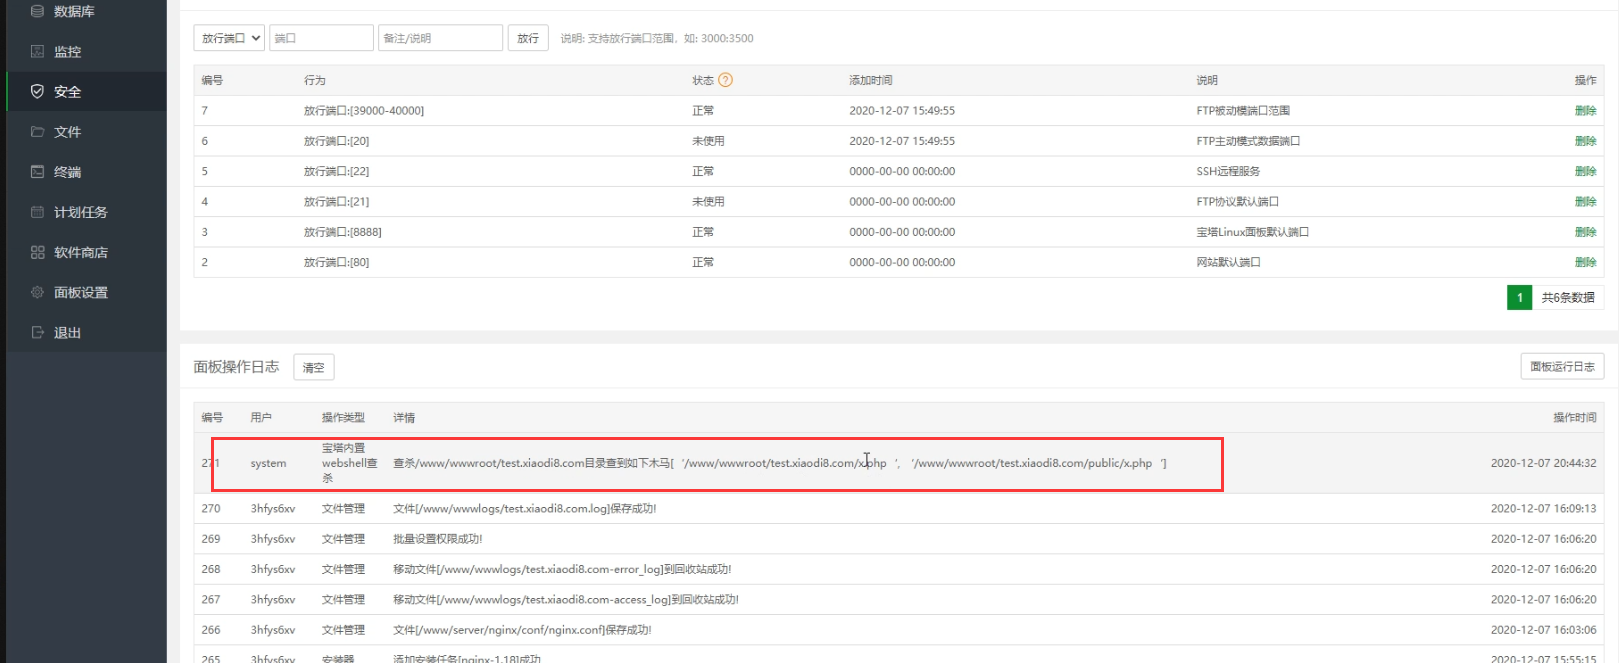 数据库
监控
安全
文件
终端
计划任务
软件商店
面板设置
退出
放行端口 端口 备注/说明 放行 说明: 支持放行端口范围，如: 3000:3500
编号 行为 状态 ? 添加时间 说明 操作
7 放行端口:[39000-40000] 正常 2020-12-07 15:49:55 FTP被动模端口范围 删除
6 放行端口:[20] 未使用 2020-12-07 15:49:55 FTP主动模式数据端口 删除
5 放行端口:[22] 正常 0000-00-00 00:00:00 SSH远程服务 删除
4 放行端口:[21] 未使用 0000-00-00 00:00:00 FTP协议默认端口 删除
3 放行端口:[8888] 正常 0000-00-00 00:00:00 宝塔Linux面板默认端口 删除
2 放行端口:[80] 正常 0000-00-00 00:00:00 网站默认端口 删除
1 共6条数据
面板操作日志 清空 面板运行日志
编号 用户 操作类型 详情 操作时间
宝塔内置
271 system webshell查 查杀/www/wwwroot/test.xiaodi8.com目录查到如下木马[ '/www/wwwroot/test.xiaodi8.com/x.php ', '/www/wwwroot/test.xiaodi8.com/public/x.php '] 2020-12-07 20:44:32
杀
270 3hfys6xv 文件管理 文件[/www/wwwlogs/test.xiaodi8.com.log]保存成功! 2020-12-07 16:09:13
269 3hfys6xv 文件管理 批量设置权限成功! 2020-12-07 16:06:20
268 3hfys6xv 文件管理 移动文件[/www/wwwlogs/test.xiaodi8.com-error_log]到回收站成功! 2020-12-07 16:06:20
267 3hfys6xv 文件管理 移动文件[/www/wwwlogs/test.xiaodi8.com-access_log]到回收站成功! 2020-12-07 16:06:20
266 3hfys6xv 文件管理 文件[/www/server/nginx/conf/nginx.conf]保存成功! 2020-12-07 16:03:06
265 3hfys6xv 安装器 添加安装任务[nginx-1.18]成功 2020-12-07 15:55:15